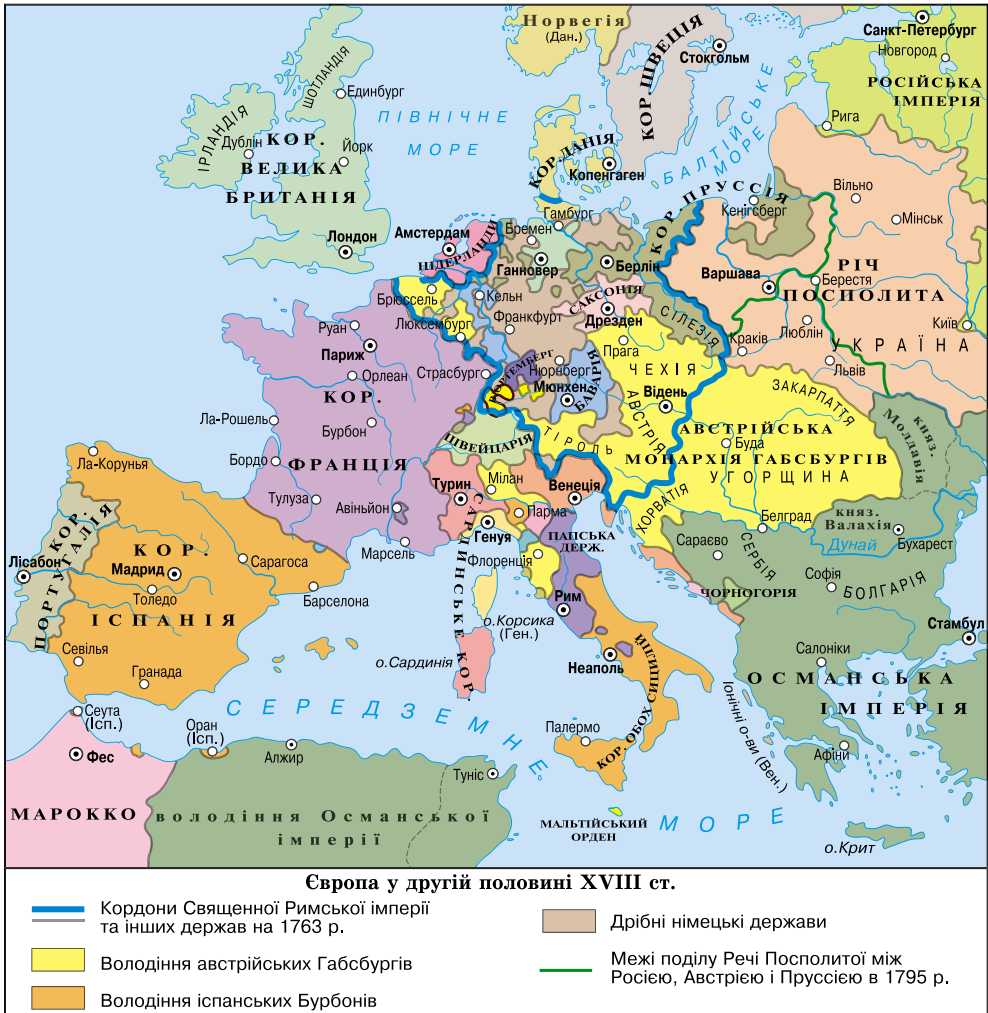 Норвегія
(Дан.)
КОР. ШВЕЦІЯ
Стокгольм
Санкт-Петербург
Новгород
РОСІЙСЬКА
ІМПЕРІЯ
ШОТЛАНДІЯ
Единбург
ПІВНІЧНЕ
МОРЕ
БАЛТІЙСЬКЕ
МОРЕ
Рига
ІРЛАНДІЯ
Дублін
КОР.
ВЕЛИКА
БРИТАНІЯ
Йорк
Лондон
КОР. ДАНІЯ
Копенгаген
КОР. ПРУССІЯ
Кенігсберг
Вільно
Мінськ
Гамбург
Бремен
Амстердам
НІДЕРЛАНДИ
Ганновер
Берлін
Варшава
РІЧ
ПОСПОЛИТА
Берестя
Брюссель
Кельн
САКСОНІЯ
Дрезден
СІЛЕЗІЯ
Люблін
Київ
УКРАЇНА
Краків
Львів
Руан
Париж
Люксембург
Франкфурт
Прага
ЧЕХІЯ
Орлеан
Страсбург
ВЮРТЕМБЕРГ
Нюрнберг
БАВАРІЯ
Мюнхен
Відень
АВСТРІЯ
ЗАКАРПАТТЯ
КОР.
ФРАНЦІЯ
Ла-Рошель
Бурбон
ШВЕЙЦАРІЯ
ТІРОЛЬ
АВСТРІЙСЬКА
Буда
МОНАРХІЯ ГАБСБУРГІВ
УГОРЩИНА
княз.
Молдавія
Ла-Корунья
Бордо
Тулуза
Авіньйон
Марсель
Турин
Мілан
Венеція
Парма
Генуя
Флоренція
ПАПСЬКА
ДЕРЖ.
Рим
ХОРВАТІЯ
Белград
княз.
Валахія
Дунай
Бухарест
Сараєво
СЕРБІЯ
Софія
БОЛГАРІЯ
ЧОРНОГОРІЯ
Стамбул
Салоніки
ОСМАНСЬКА
ІМПЕРІЯ
Афіни
КОР.
ПОРТУГАЛІЯ
Лісабон
КОР.
Мадрид
Толедо
ІСПАНІЯ
Сарагоса
Барселона
Севілья
Гранада
САРДИНСЬКЕ КОР.
о.Корсика
(Ген.)
о.Сардинія
Неаполь
КОР. ОБОХ СИЦИЛІЙ
Палермо
Іонічні о-ви (Вен.)
СЕРЕДЗЕМНЕ
МОРЕ
Сеута
(Ісп.)
Оран
(Ісп.)
Фес
Алжир
Туніс
МАРОККО
володіння Османської
імперії
МАЛЬТІЙСЬКИЙ
ОРДЕН
о.Крит
Європа у другій половині XVIII ст.
Кордони Священної Римської імперії
та інших держав на 1763 р.
Володіння австрійських Габсбургів
Володіння іспанських Бурбонів
Дрібні німецькі держави
Межі поділу Речі Посполитої між
Росією, Австрією і Пруссією в 1795 р.